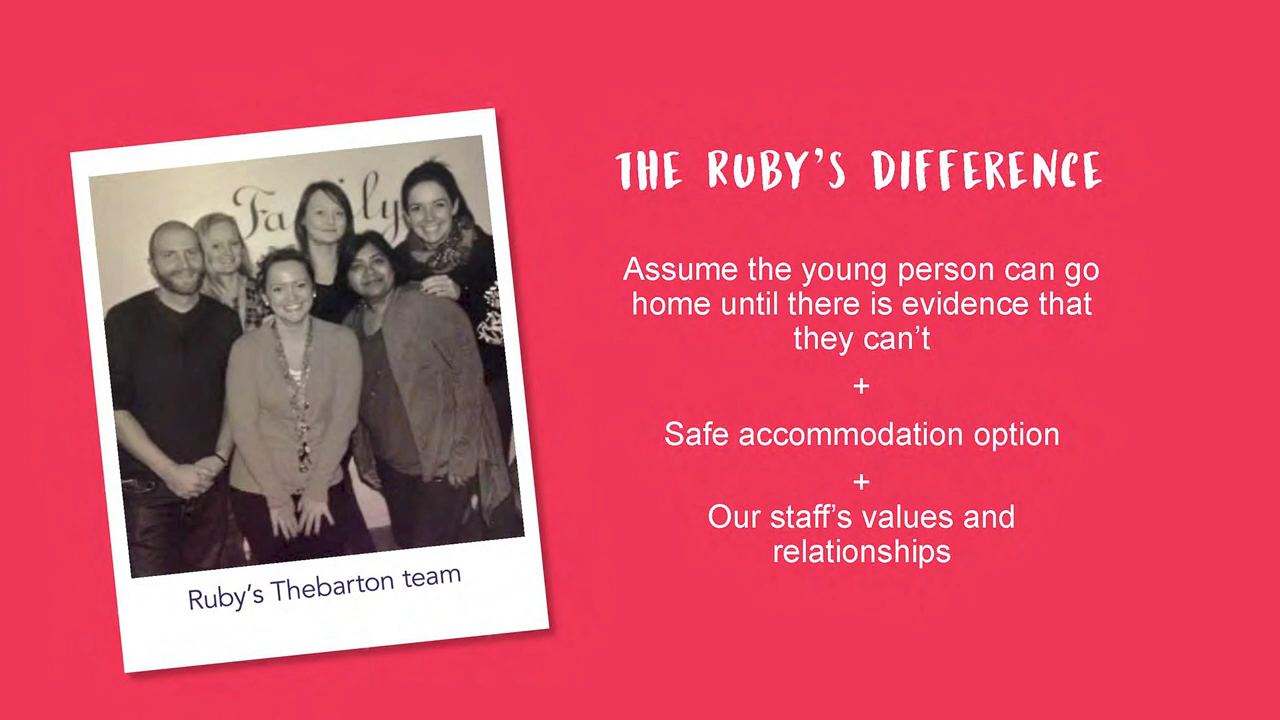 Family
Ruby's Thebarton team
THE RUBY'S DIFFERENCE
Assume the young person can go
home until there is evidence that
they can't
+
Safe accommodation option
+
Our staff's values and
relationships